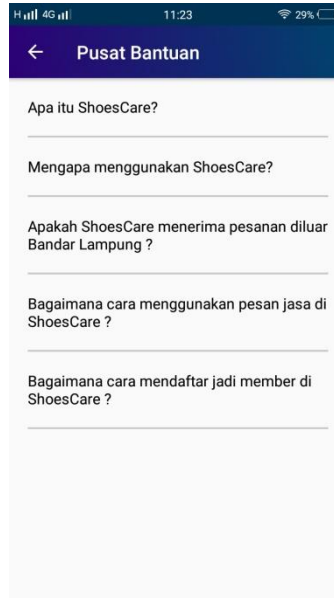 H 4G 11:23 29%
Pusat Bantuan
Apa itu ShoesCare?
Mengapa menggunakan ShoesCare?
Apakah ShoesCare menerima pesanan diluar
Bandar Lampung ?
Bagaimana cara menggunakan pesan jasa di
ShoesCare ?
Bagaimana cara mendaftar jadi member di
ShoesCare ?